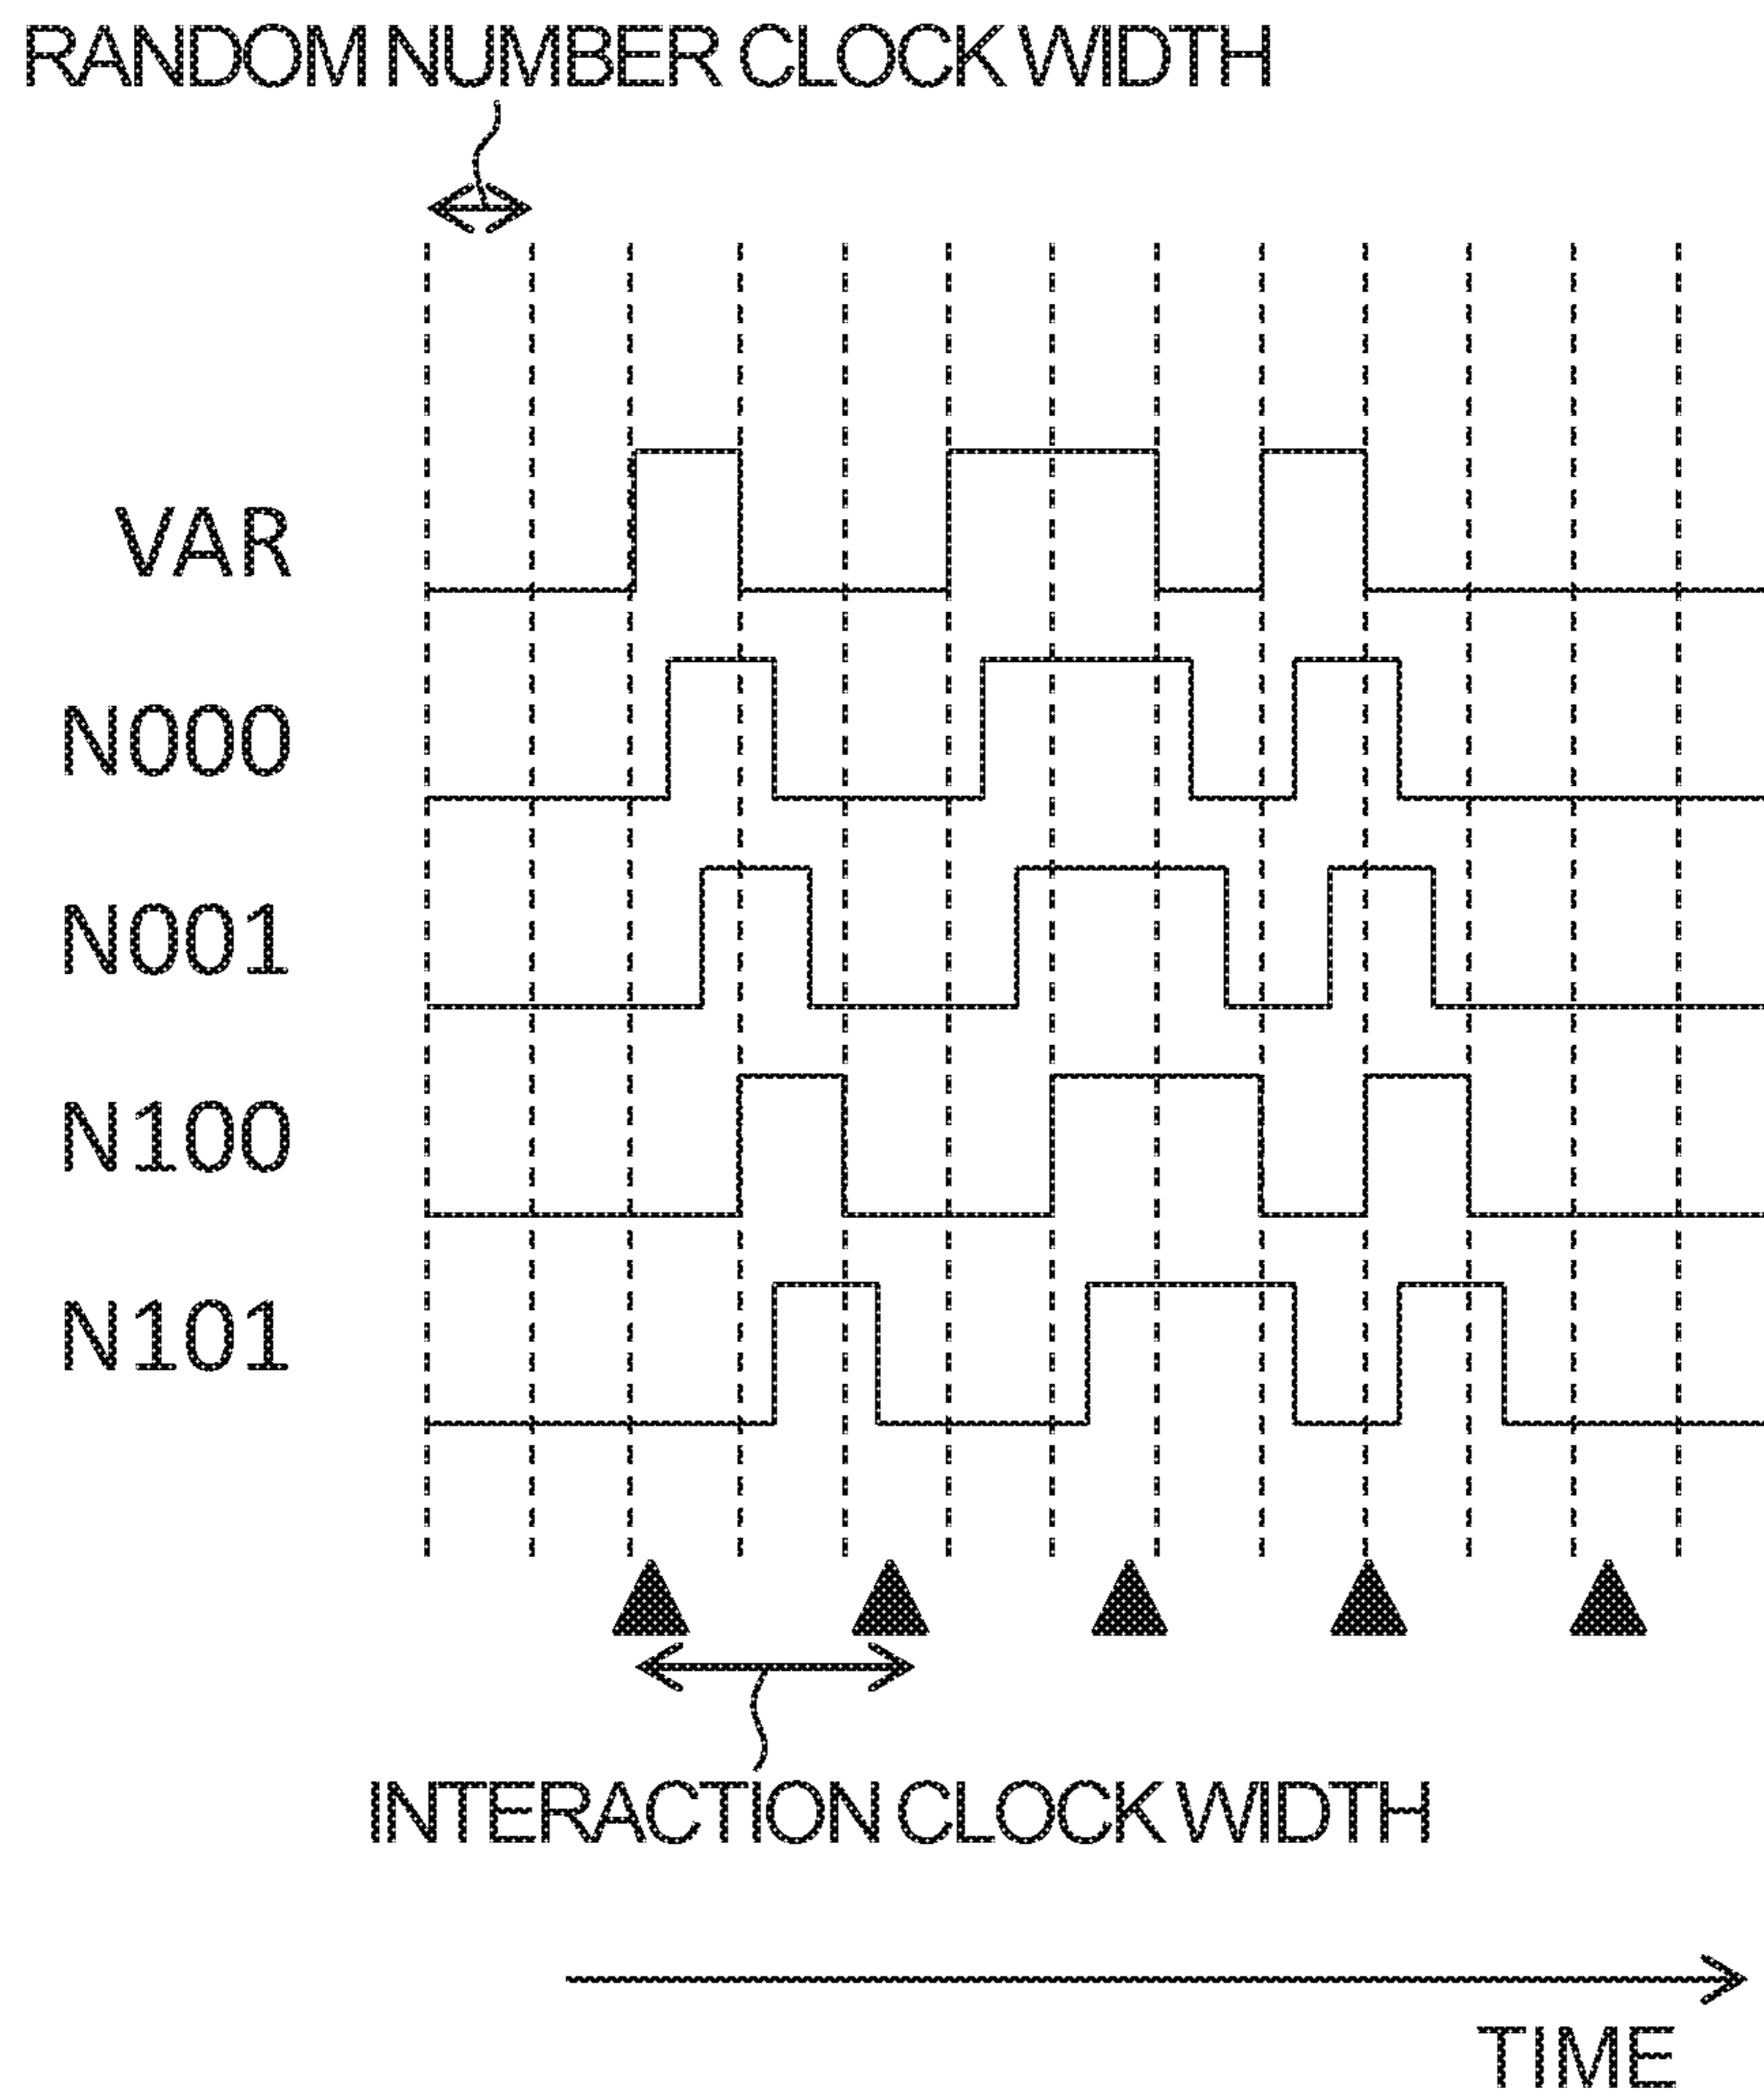 RANDOM NUMBER CLOCK WIDTH
VAR
N000
N001
N100
N101
INTERACTION CLOCK WIDTH
TIME